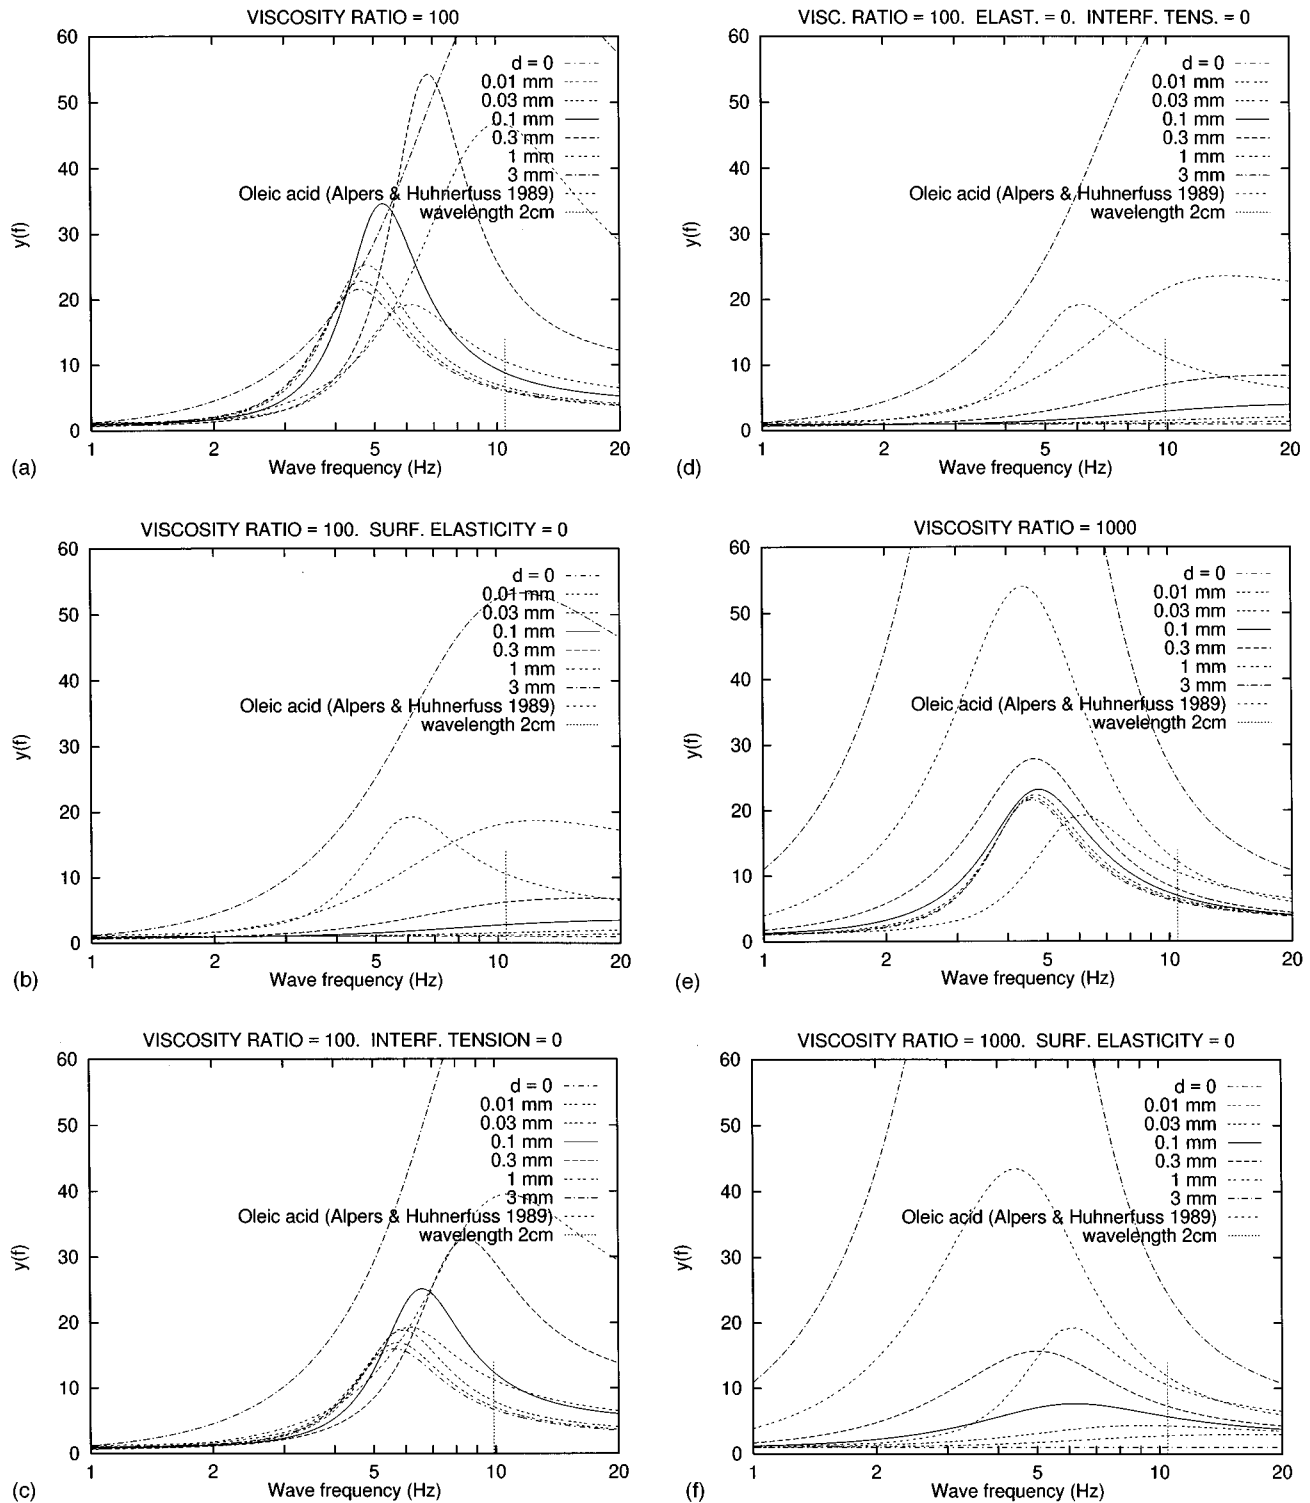 VISCOSITY RATIO = 100
60
50
40
30
20
10
0
y(f)
d = 0
0.01 mm
0.03 mm
0.1 mm
0.3 mm
1 mm
3 mm
Oleic acid (Alpers & Huhnerfuss 1989)
wavelength 2cm
1 2 5 10 20
Wave frequency (Hz)
(a)
VISCOSITY RATIO = 100. SURF. ELASTICITY = 0
60
50
40
30
20
10
0
y(f)
d = 0
0.01 mm
0.03 mm
0.1 mm
0.3 mm
1 mm
3 mm
Oleic acid (Alpers & Huhnerfuss 1989)
wavelength 2cm
1 2 5 10 20
Wave frequency (Hz)
(b)
VISCOSITY RATIO = 100. INTERF. TENSION = 0
60
50
40
30
20
10
0
y(f)
d = 0
0.01 mm
0.03 mm
0.1 mm
0.3 mm
1 mm
3 mm
Oleic acid (Alpers & Huhnerfuss 1989)
wavelength 2cm
1 2 5 10 20
Wave frequency (Hz)
(c)
VISC. RATIO = 100. ELAST. = 0. INTERF. TENS. = 0
60
50
40
30
20
10
0
y(f)
d = 0
0.01 mm
0.03 mm
0.1 mm
0.3 mm
1 mm
3 mm
Oleic acid (Alpers & Huhnerfuss 1989)
wavelength 2cm
1 2 5 10 20
Wave frequency (Hz)
(d)
VISCOSITY RATIO = 1000
60
50
40
30
20
10
0
y(f)
d = 0
0.01 mm
0.03 mm
0.1 mm
0.3 mm
1 mm
3 mm
Oleic acid (Alpers & Huhnerfuss 1989)
wavelength 2cm
1 2 5 10 20
Wave frequency (Hz)
(e)
VISCOSITY RATIO = 1000. SURF. ELASTICITY = 0
60
50
40
30
20
10
0
y(f)
d = 0
0.01 mm
0.03 mm
0.1 mm
0.3 mm
1 mm
3 mm
Oleic acid (Alpers & Huhnerfuss 1989)
wavelength 2cm
1 2 5 10 20
Wave frequency (Hz)
(f)